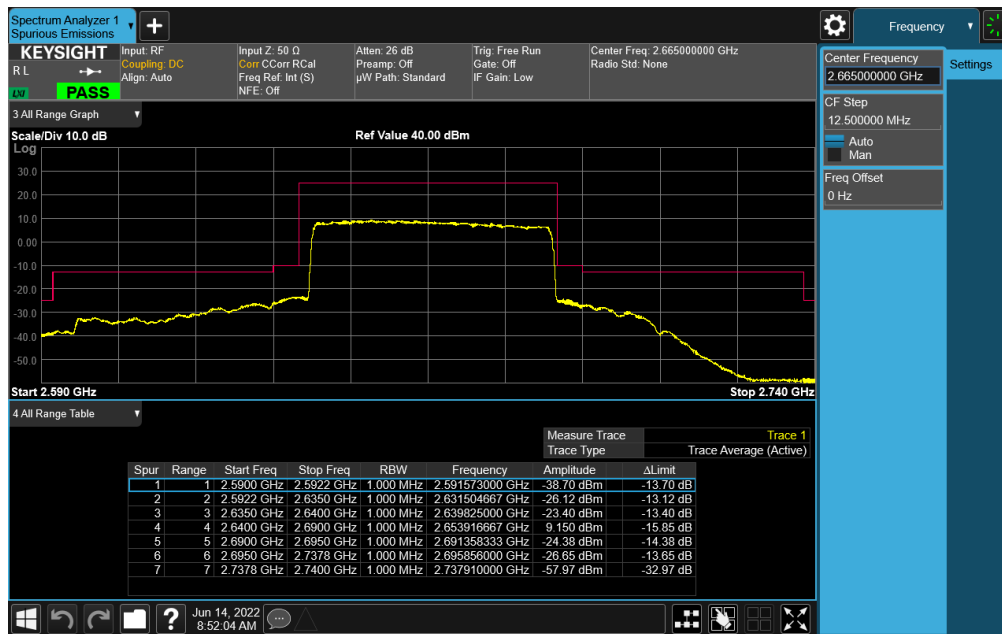 Spectrum Analyzer 1
Spurious Emissions
Frequency
KEYSIGHT
R L
LXI
PASS
Input: RF
Coupling: DC
Align: Auto
Input Z: 50 Ω
Corr CCorr RCal
Freq Ref: Int (S)
NFE: Off
Atten: 26 dB
Preamp: Off
µW Path: Standard
Trig: Free Run
Gate: Off
IF Gain: Low
Center Freq: 2.665000000 GHz
Radio Std: None
Center Frequency
2.665000000 GHz
Settings
CF Step
12.500000 MHz
Auto
Man
Freq Offset
0 Hz
3 All Range Graph
Scale/Div 10.0 dB
Ref Value 40.00 dBm
Log
30.0
20.0
10.0
0.00
-10.0
-20.0
-30.0
-40.0
-50.0
Start 2.590 GHz
Stop 2.740 GHz
4 All Range Table
Measure Trace Trace 1
Trace Type Trace Average (Active)
Spur Range Start Freq Stop Freq RBW Frequency Amplitude ΔLimit
1 1 2.5900 GHz 2.5922 GHz 1.000 MHz 2.591573000 GHz -38.70 dBm -13.70 dB
2 2 2.5922 GHz 2.6350 GHz 1.000 MHz 2.631504667 GHz -26.12 dBm -13.12 dB
3 3 2.6350 GHz 2.6400 GHz 1.000 MHz 2.639825000 GHz -23.40 dBm -13.40 dB
4 4 2.6400 GHz 2.6900 GHz 1.000 MHz 2.653916667 GHz 9.150 dBm -15.85 dB
5 5 2.6900 GHz 2.6950 GHz 1.000 MHz 2.691358333 GHz -24.38 dBm -14.38 dB
6 6 2.6950 GHz 2.7378 GHz 1.000 MHz 2.695856000 GHz -26.65 dBm -13.65 dB
7 7 2.7378 GHz 2.7400 GHz 1.000 MHz 2.737910000 GHz -57.97 dBm -32.97 dB
?
Jun 14, 2022
8:52:04 AM